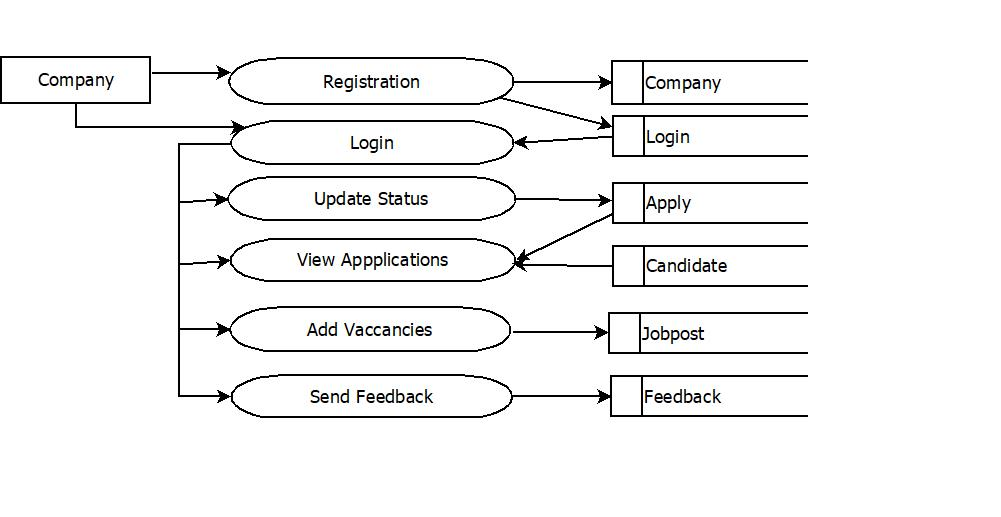 Company
Registration
Company
Login
Login
Update Status
Apply
View Appplications
Candidate
Add Vaccancies
Jobpost
Send Feedback
Feedback